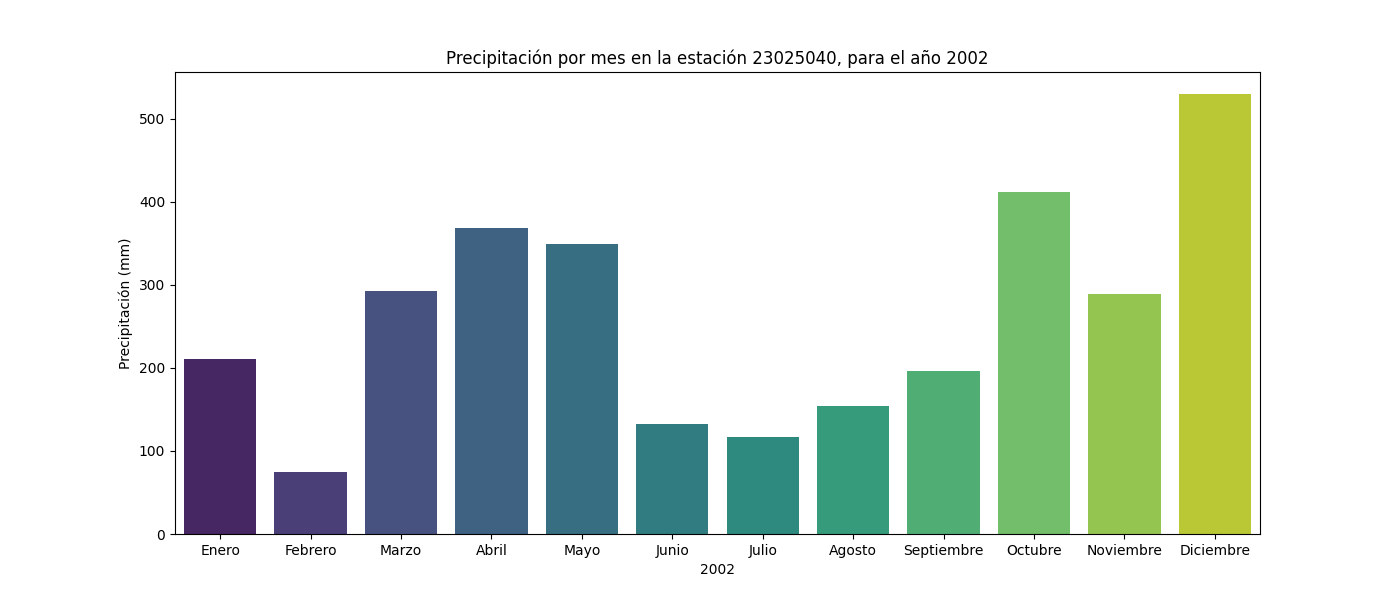 Precipitación por mes en la estación 23025040, para el año 2002
Precipitación (mm)
500
400
300
200
100
0
Enero Febrero Marzo Abril Mayo Junio Julio Agosto Septiembre Octubre Noviembre Diciembre
2002